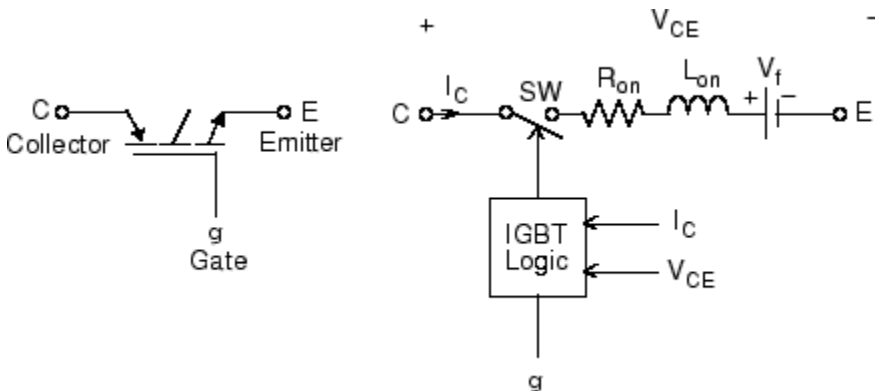 C
E
Collector
Emitter
g
Gate
+
V_CE
-
I_C
SW
R_on
L_on
V_f
+
-
C
E
IGBT
Logic
I_C
V_CE
g